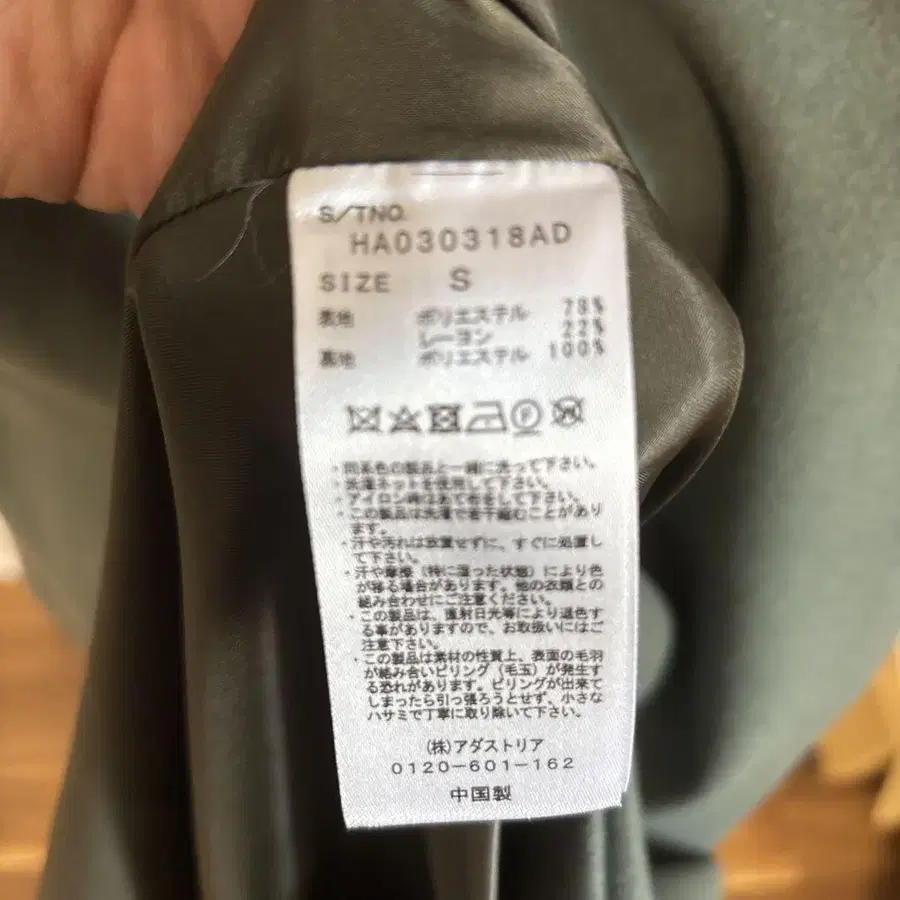 S/TNO.
HA030318AD
SIZE S
表地 ポリエステル 78%
レーヨン 22%
裏地 ポリエステル 100%
・同系色の製品と一緒に洗って下さい。
・洗濯ネットを使用して下さい。
・アイロン時はあて布をして下さい。
・この製品は洗濯で若干縮むことがあり
ます。
・汗や汚れは放置せずに、すぐに処置し
て下さい。
・汗や摩擦(特に湿った状態)により色
が移る場合があります。他の衣類との
組み合わせにご注意ください。
・この製品は、直射日光等により退色す
る事がありますので、お取扱いにはご
注意下さい。
・この製品は素材の性質上、表面の毛羽
が絡み合いピリング(毛玉)が発生す
る恐れがあります。ピリングが出来て
しまったら引っ張ろうとせず、小さな
ハサミで丁寧に取り除いて下さい。
(株)アダストリア
0120-601-162
中国製